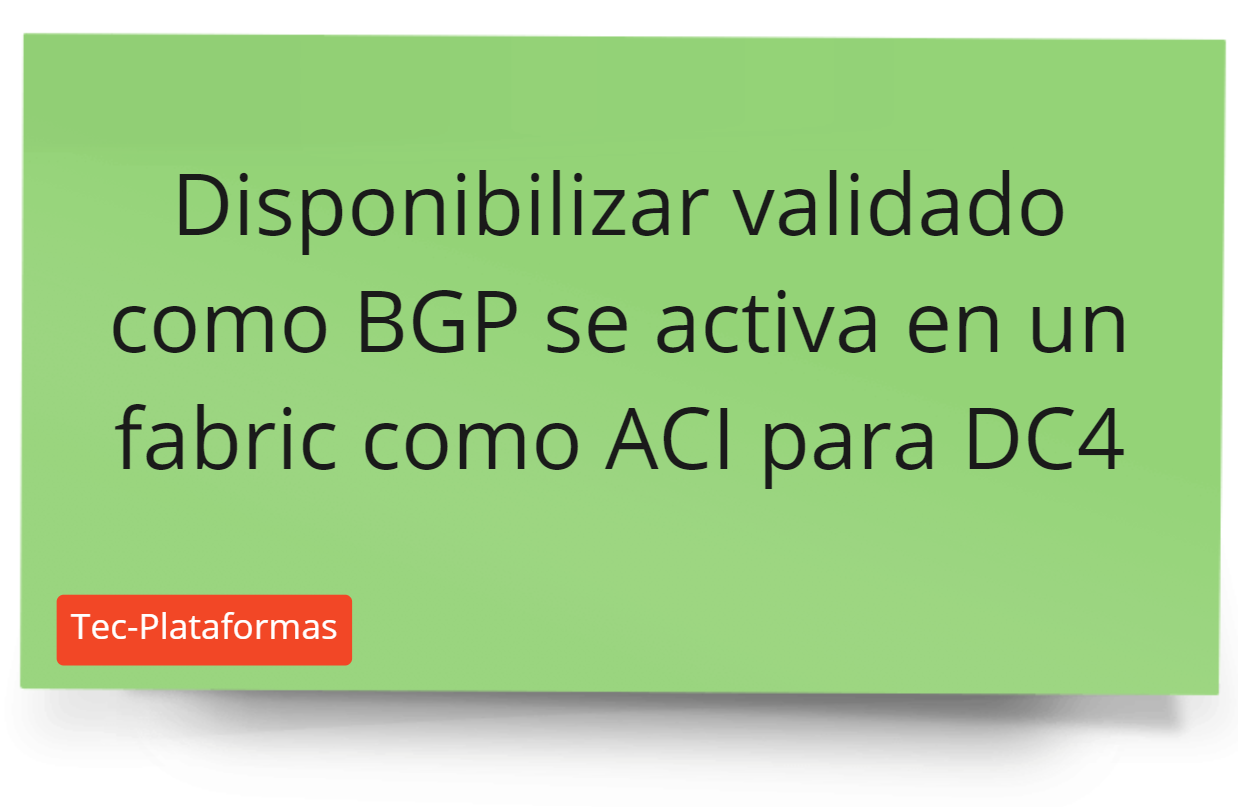 Disponibilizar validado
como BGP se activa en un
fabric como ACI para DC4
Tec-Plataformas